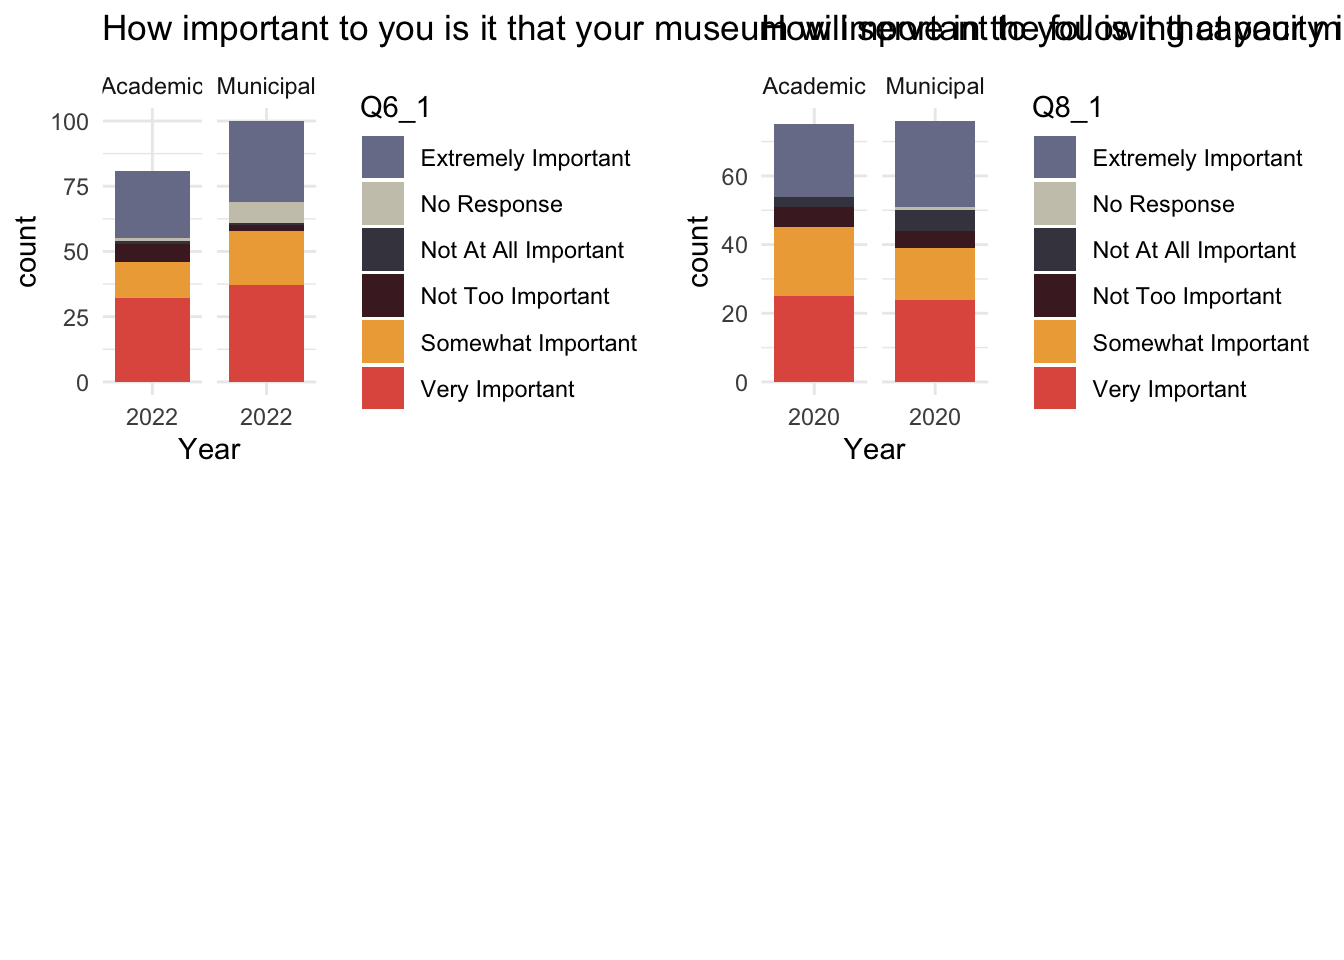 How important to you is it that your museum will serve in the following capacity
How important to you is it that your mi
Academic Municipal
Q6_1
100
75
50
25
0
count
2022 2022
Year
Extremely Important
No Response
Not At All Important
Not Too Important
Somewhat Important
Very Important
Academic Municipal
Q8_1
60
40
20
0
count
2020 2020
Year
Extremely Important
No Response
Not At All Important
Not Too Important
Somewhat Important
Very Important